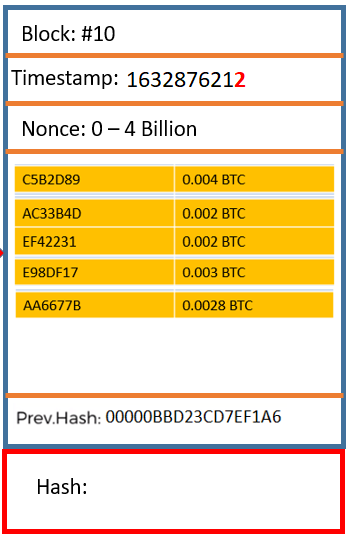 Block: #10
Timestamp: 1632876212
Nonce: 0 – 4 Billion
C5B2D89 0.004 BTC
AC33B4D 0.002 BTC
EF42231 0.002 BTC
E98DF17 0.003 BTC
AA6677B 0.0028 BTC
Prev.Hash: 00000BBD23CD7EF1A6
Hash: